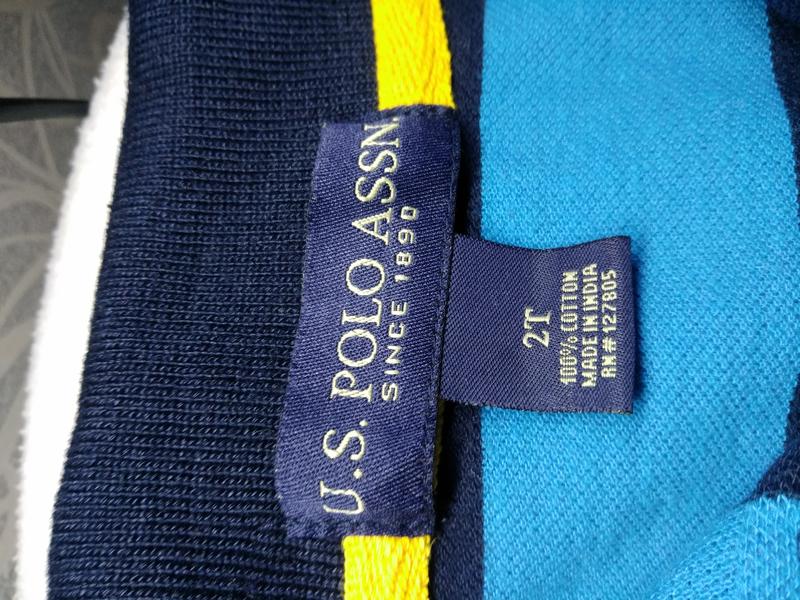 U.S. POLO ASSN.
SINCE 1890
2T
100% COTTON
MADE IN INDIA
RN#127805